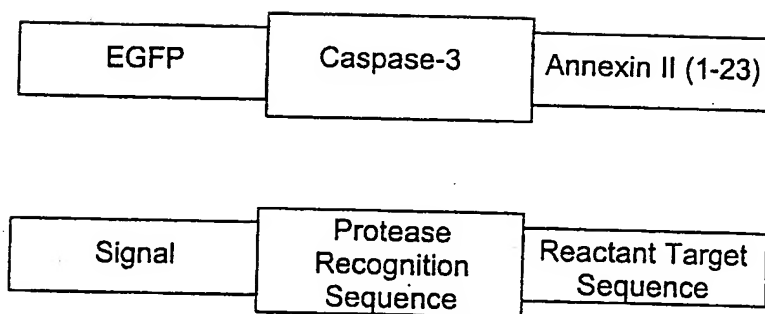 EGFP
Caspase-3
Annexin II (1-23)
Signal
Protease
Recognition
Sequence
Reactant Target
Sequence